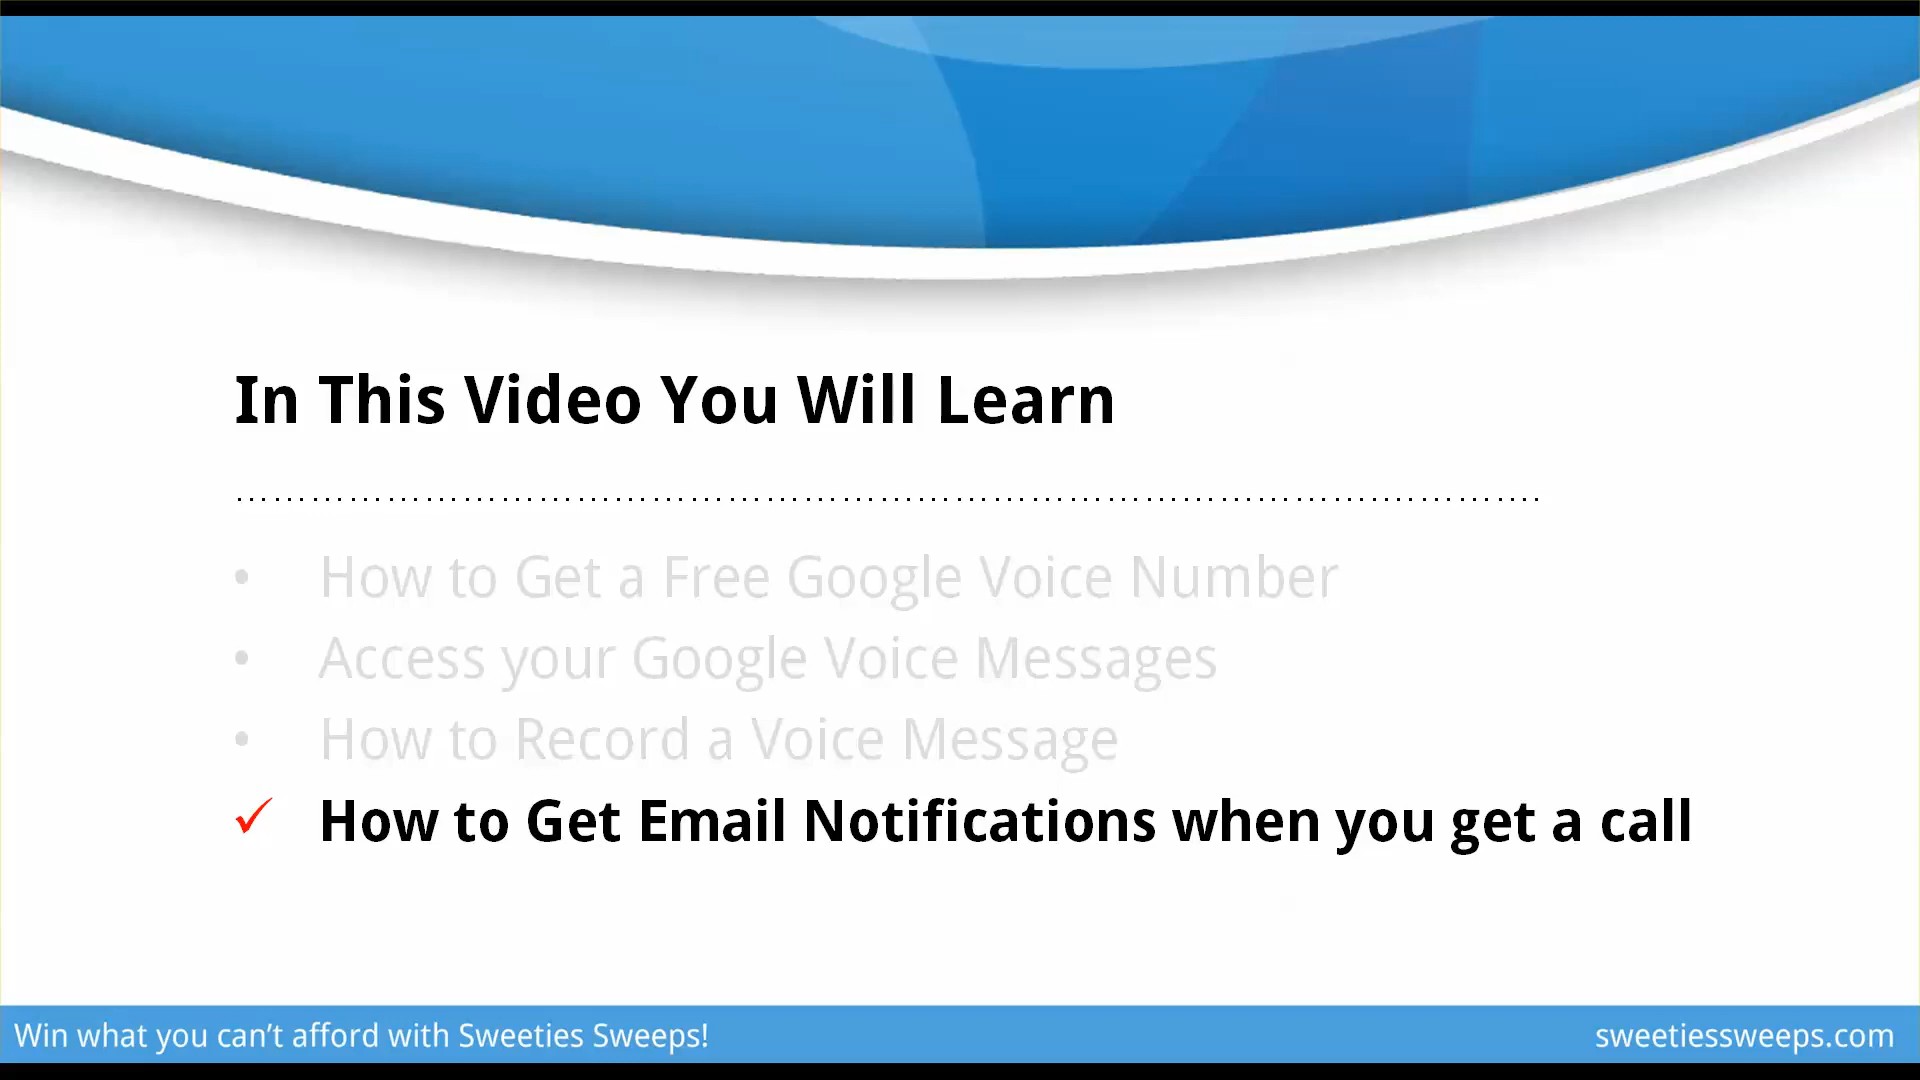 In This Video You Will Learn
• How to Get a Free Google Voice Number
• Access your Google Voice Messages
• How to Record a Voice Message
✓ How to Get Email Notifications when you get a call
Win what you can’t afford with Sweeties Sweeps!
sweetiessweeps.com